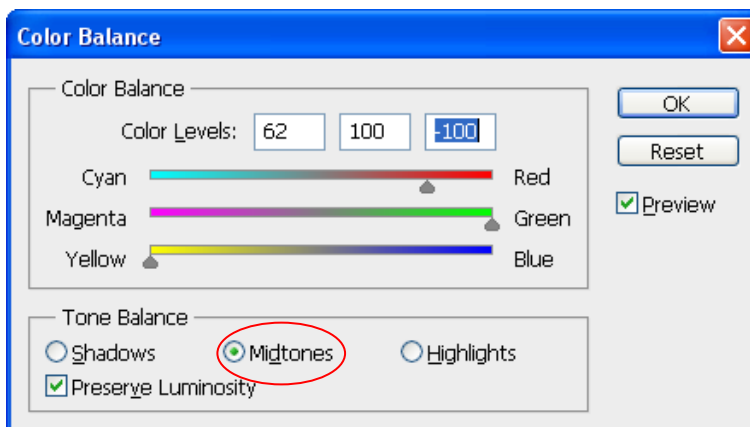 Color Balance
Color Balance
Color Levels: 62 100 -100
OK
Reset
Preview
Cyan Red
Magenta Green
Yellow Blue
Tone Balance
Shadows Midtones Highlights
Preserve Luminosity